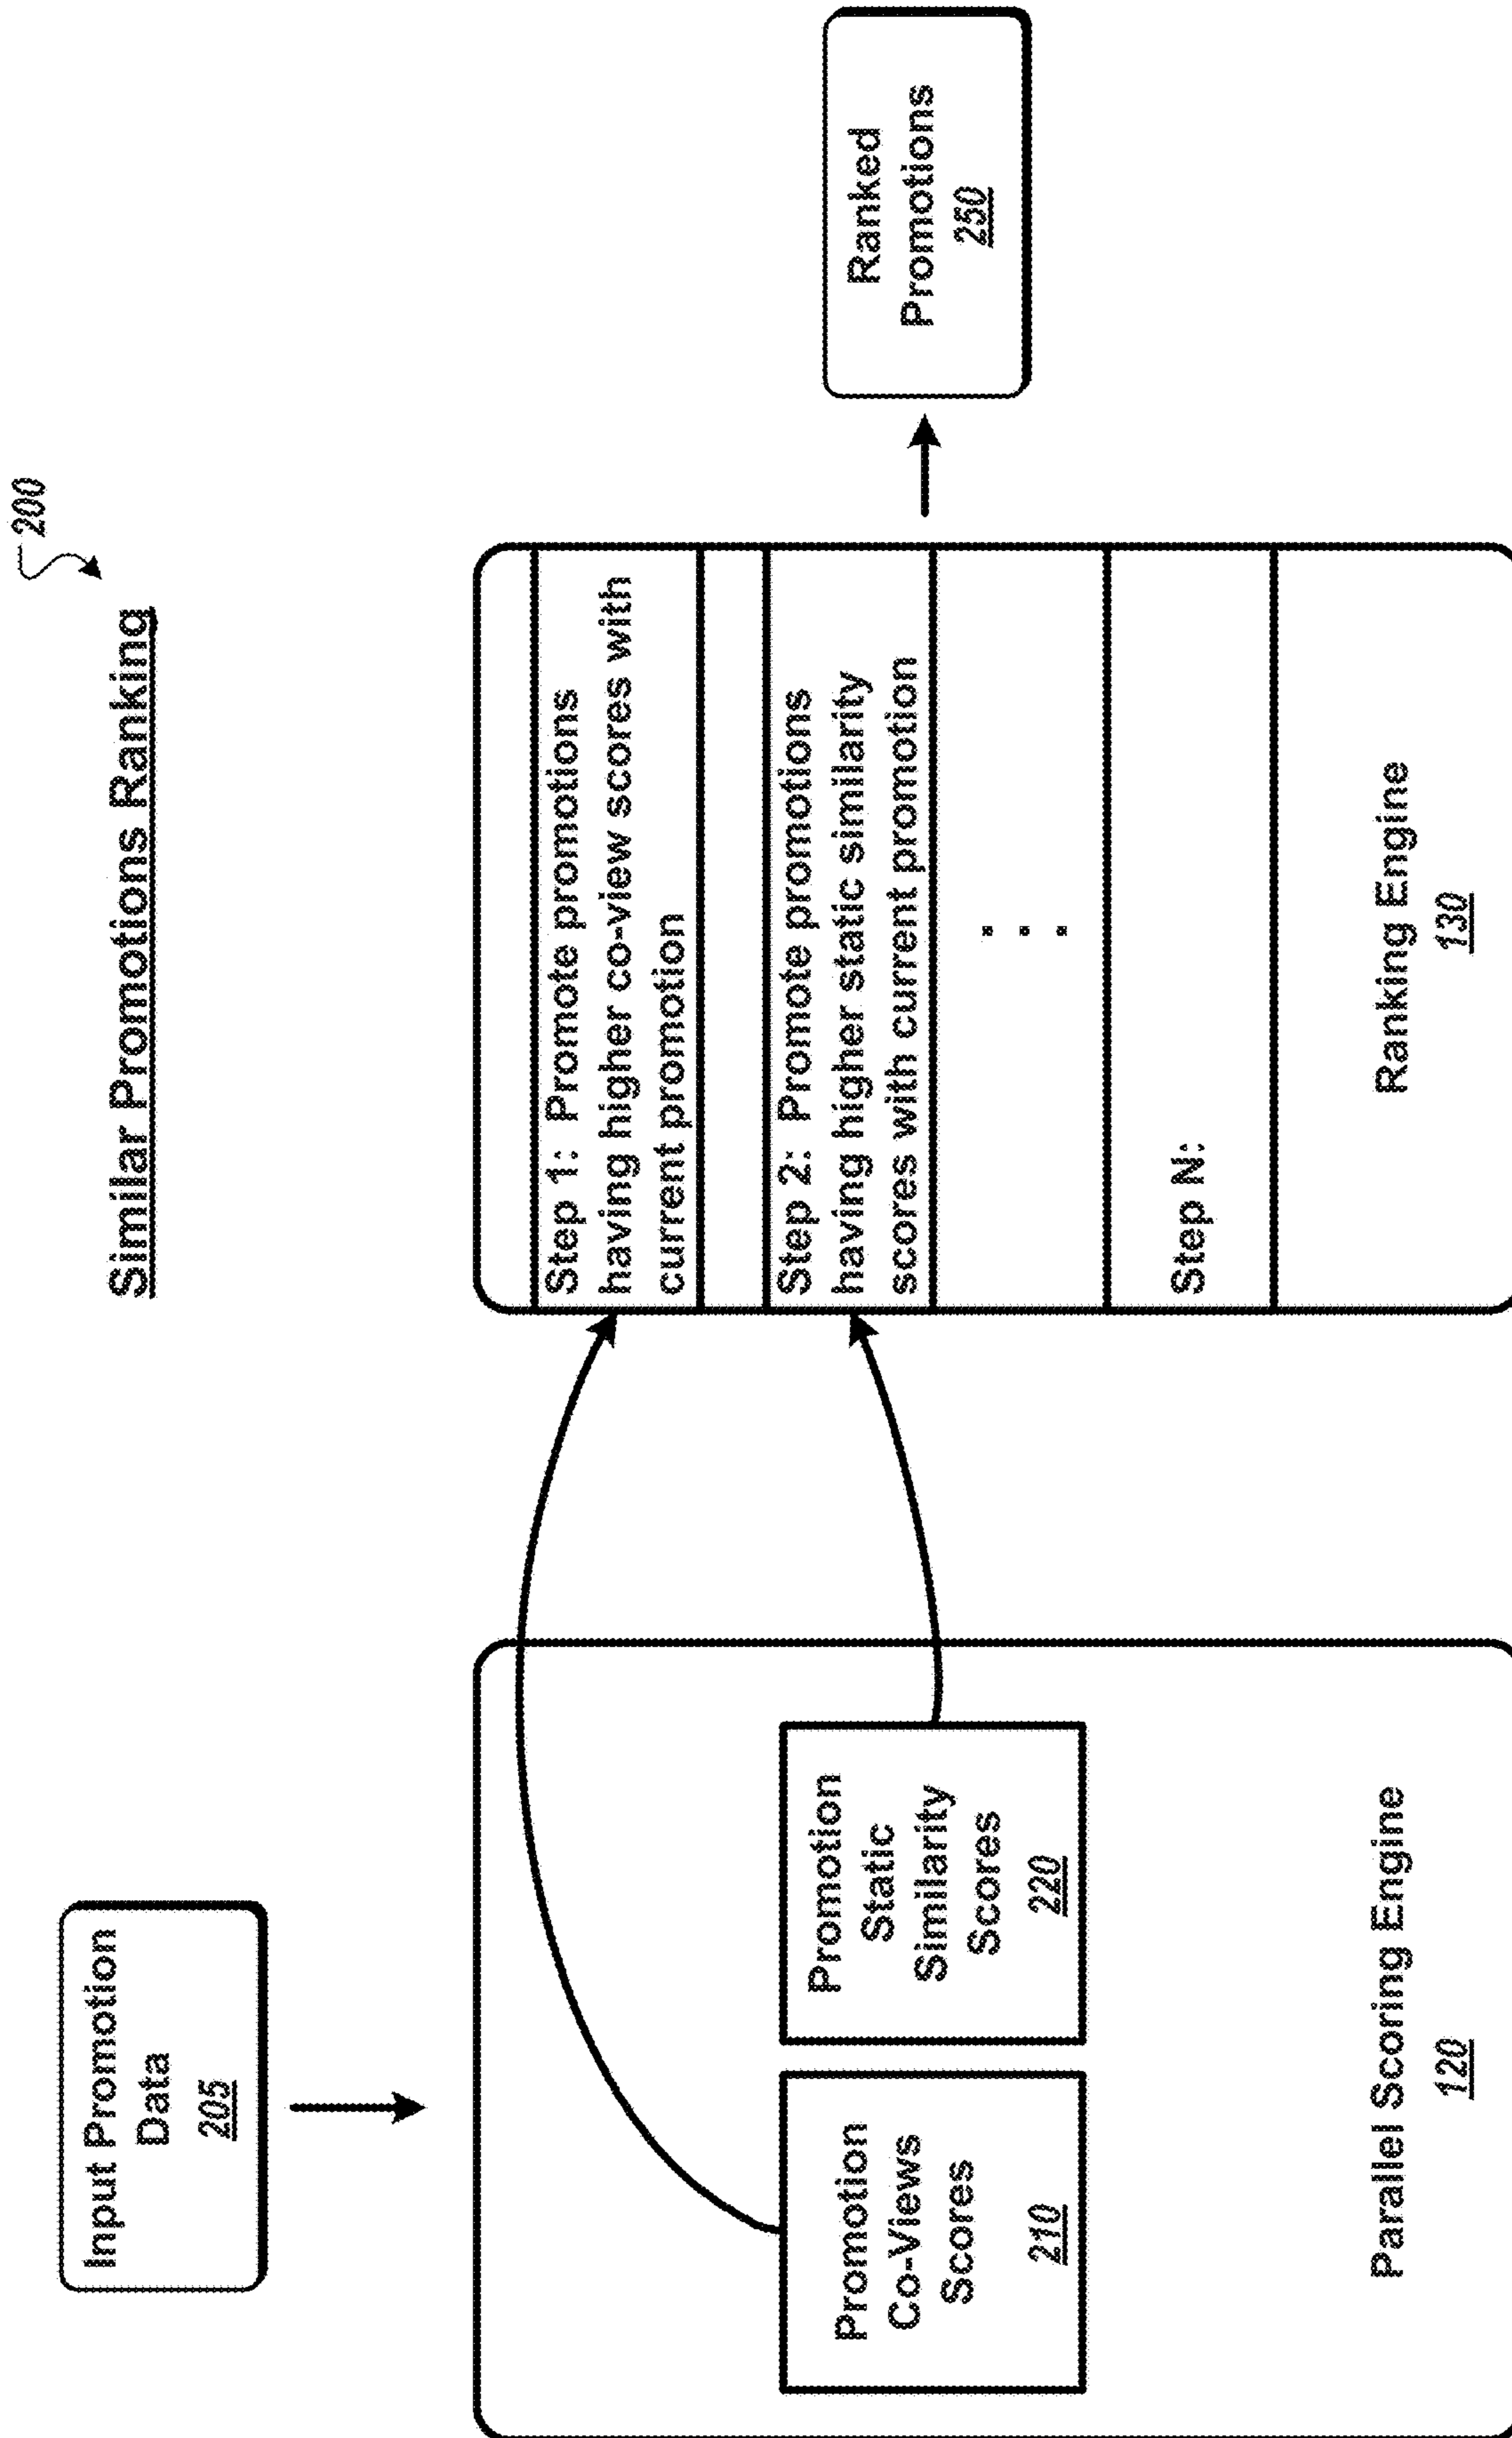 200
Similar Promotions Ranking
Input Promotion
Data
205
Promotion
Co-Views
Scores
210
Promotion
Static
Similarity
Scores
220
Parallel Scoring Engine
120
Step 1: Promote promotions
having higher co-view scores with
current promotion
Step 2: Promote promotions
having higher static similarity
scores with current promotion
Step N:
Ranking Engine
130
Ranked
Promotions
250